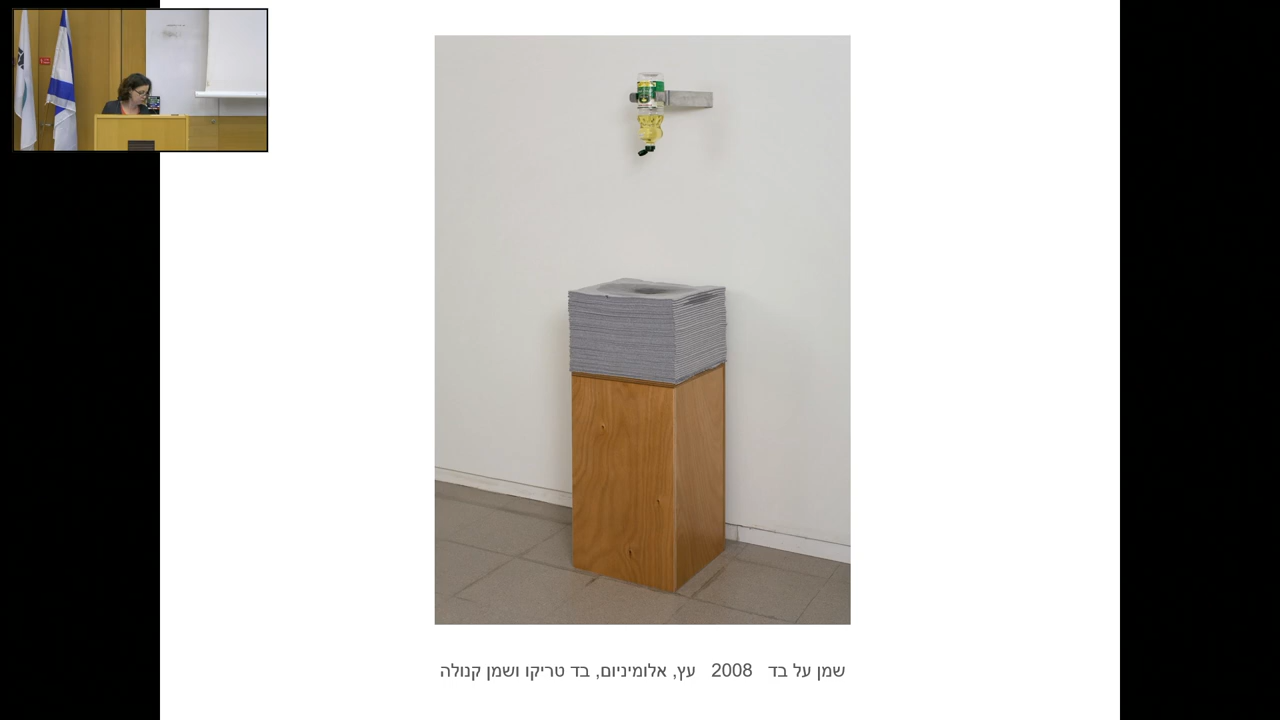 שמן על בד 2008 עץ, אלומיניום, בד טריקו ושמן קנולה